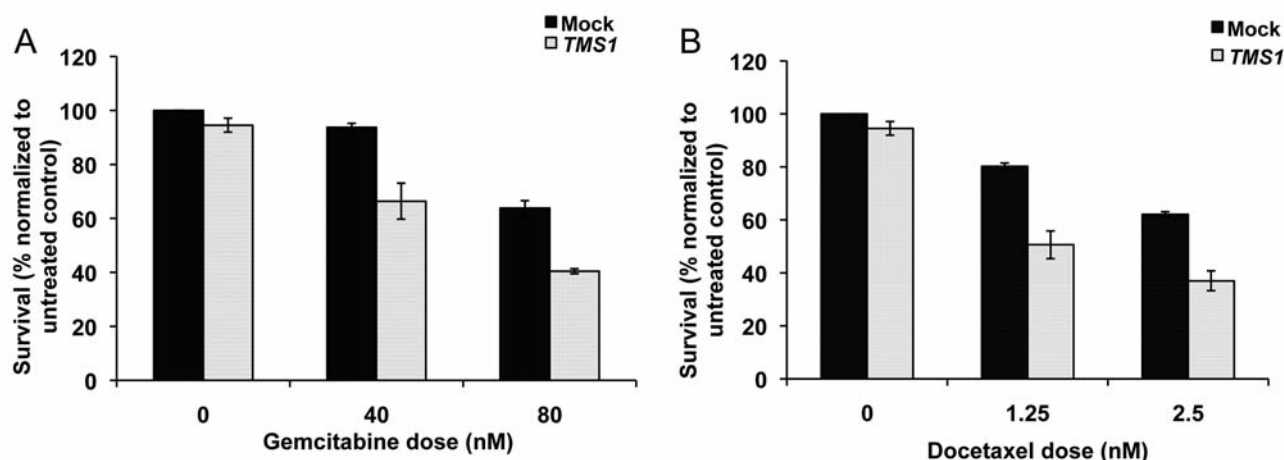 A
Mock
TMS1
Survival (% normalized to
untreated control)
120
100
80
60
40
20
0
0 40 80
Gemcitabine dose (nM)
B
Mock
TMS1
Survival (% normalized to
untreated control)
120
100
80
60
40
20
0
0 1.25 2.5
Docetaxel dose (nM)